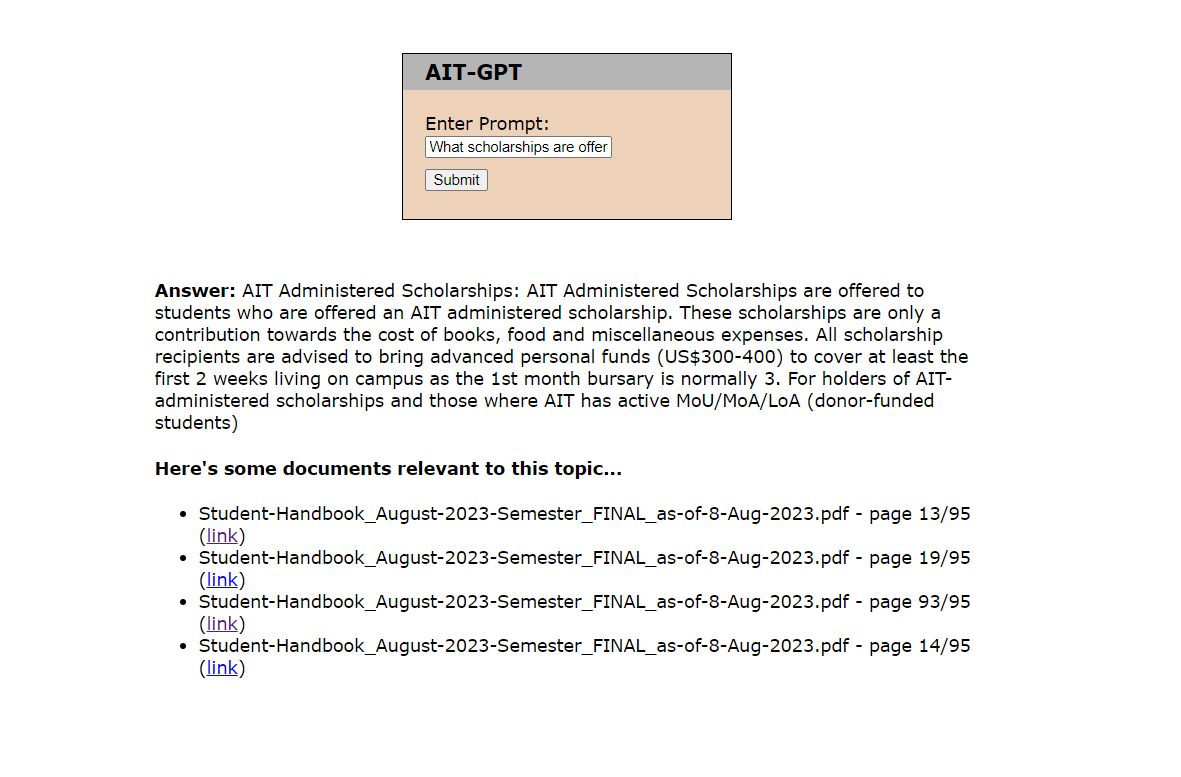 AIT-GPT
Enter Prompt:
What scholarships are offer
Submit
Answer: AIT Administered Scholarships: AIT Administered Scholarships are offered to
students who are offered an AIT administered scholarship. These scholarships are only a
contribution towards the cost of books, food and miscellaneous expenses. All scholarship
recipients are advised to bring advanced personal funds (US$300-400) to cover at least the
first 2 weeks living on campus as the 1st month bursary is normally 3. For holders of AIT-
administered scholarships and those where AIT has active MoU/MoA/LoA (donor-funded
students)
Here's some documents relevant to this topic...
• Student-Handbook_August-2023-Semester_FINAL_as-of-8-Aug-2023.pdf - page 13/95
(link)
• Student-Handbook_August-2023-Semester_FINAL_as-of-8-Aug-2023.pdf - page 19/95
(link)
• Student-Handbook_August-2023-Semester_FINAL_as-of-8-Aug-2023.pdf - page 93/95
(link)
• Student-Handbook_August-2023-Semester_FINAL_as-of-8-Aug-2023.pdf - page 14/95
(link)